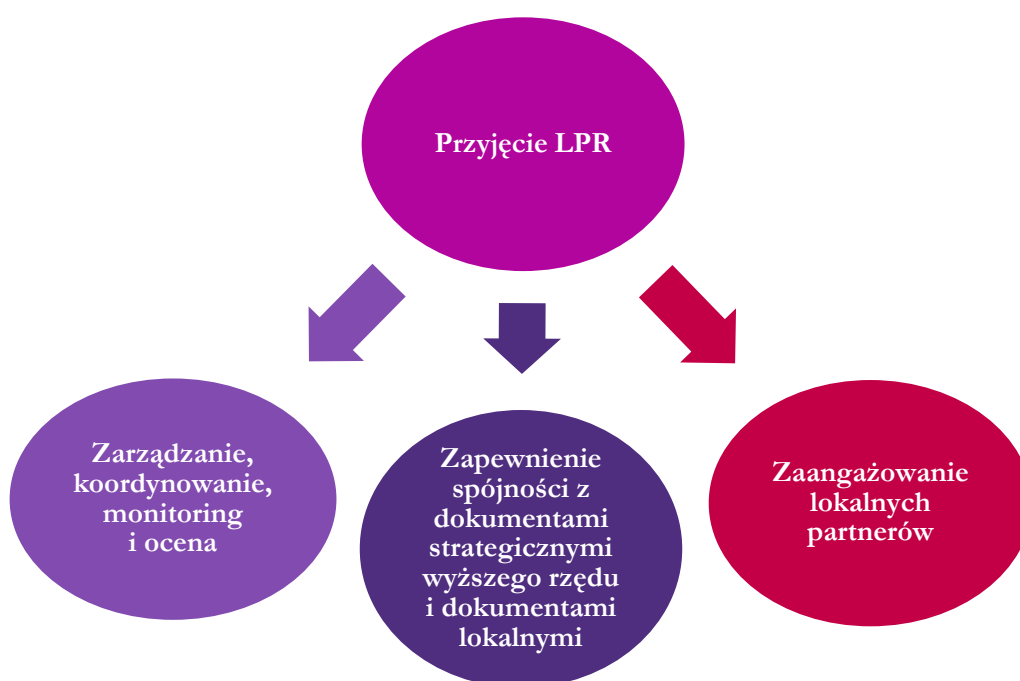 Przyjęcie LPR
Zarządzanie,
koordynowanie,
monitoring
i ocena
Zapewnienie
spójności z
dokumentami
strategicznymi
wyższego rzędu
i dokumentami
lokalnymi
Zaangażowanie
lokalnych
partnerów